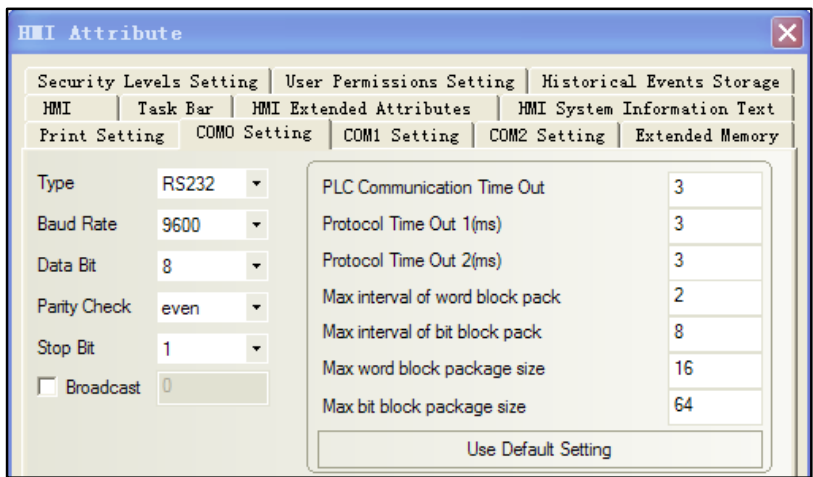 HMI Attribute
Security Levels Setting User Permissions Setting Historical Events Storage
HMI Task Bar HMI Extended Attributes HMI System Information Text
Print Setting COM0 Setting COM1 Setting COM2 Setting Extended Memory
Type RS232
Baud Rate 9600
Data Bit 8
Parity Check even
Stop Bit 1
Broadcast 0
PLC Communication Time Out 3
Protocol Time Out 1(ms) 3
Protocol Time Out 2(ms) 3
Max interval of word block pack 2
Max interval of bit block pack 8
Max word block package size 16
Max bit block package size 64
Use Default Setting